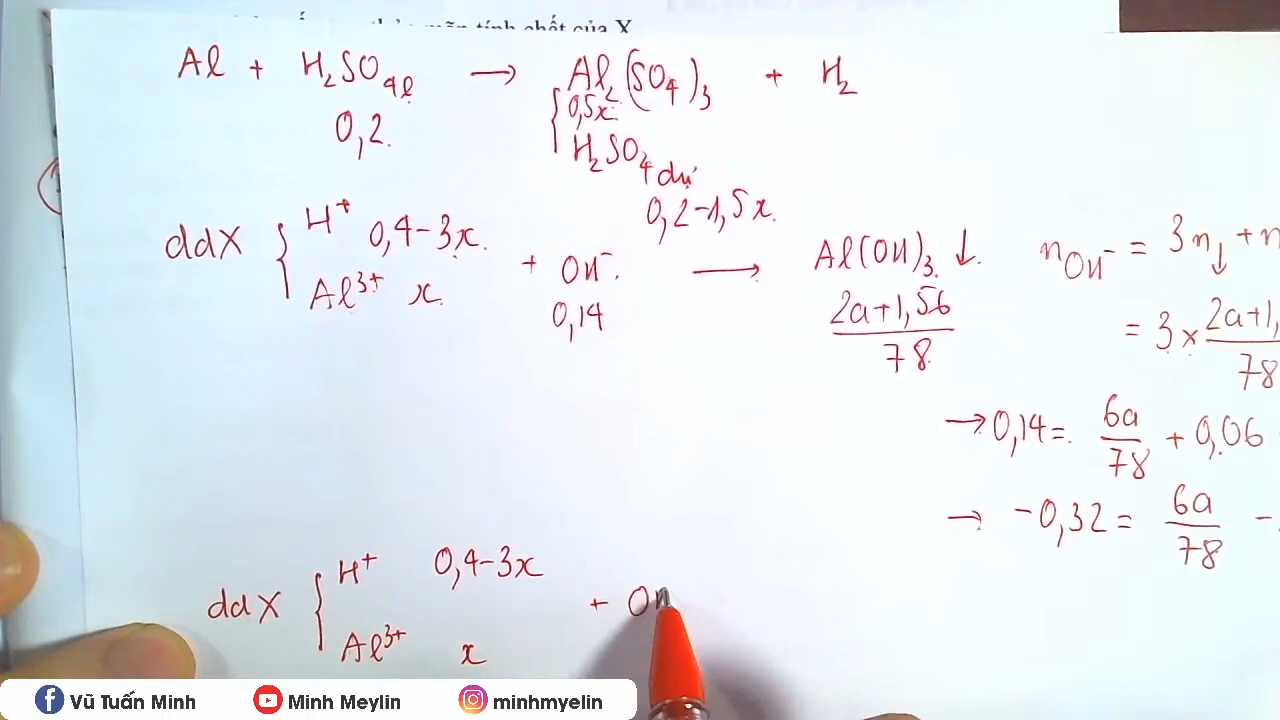 tính chất của X
Al + H₂SO₄ₗ → Al₂(SO₄)₃ + H₂
0,2. 0,5x.
H₂SO₄ dư
0,2-1,5x.
ddX { H⁺ 0,4-3x.
Al³⁺ x. + OH⁻. → Al(OH)₃ ↓.
0,14 2a+1,56 / 78.
nOH⁻ = 3n↓ + n
= 3 × 2a+1, / 78
→ 0,14 = 6a / 78 + 0,06
→ -0,32 = 6a / 78 -
ddX { H⁺ 0,4-3x
Al³⁺ x + OH
Vũ Tuấn Minh Minh Meylin minhmyelin